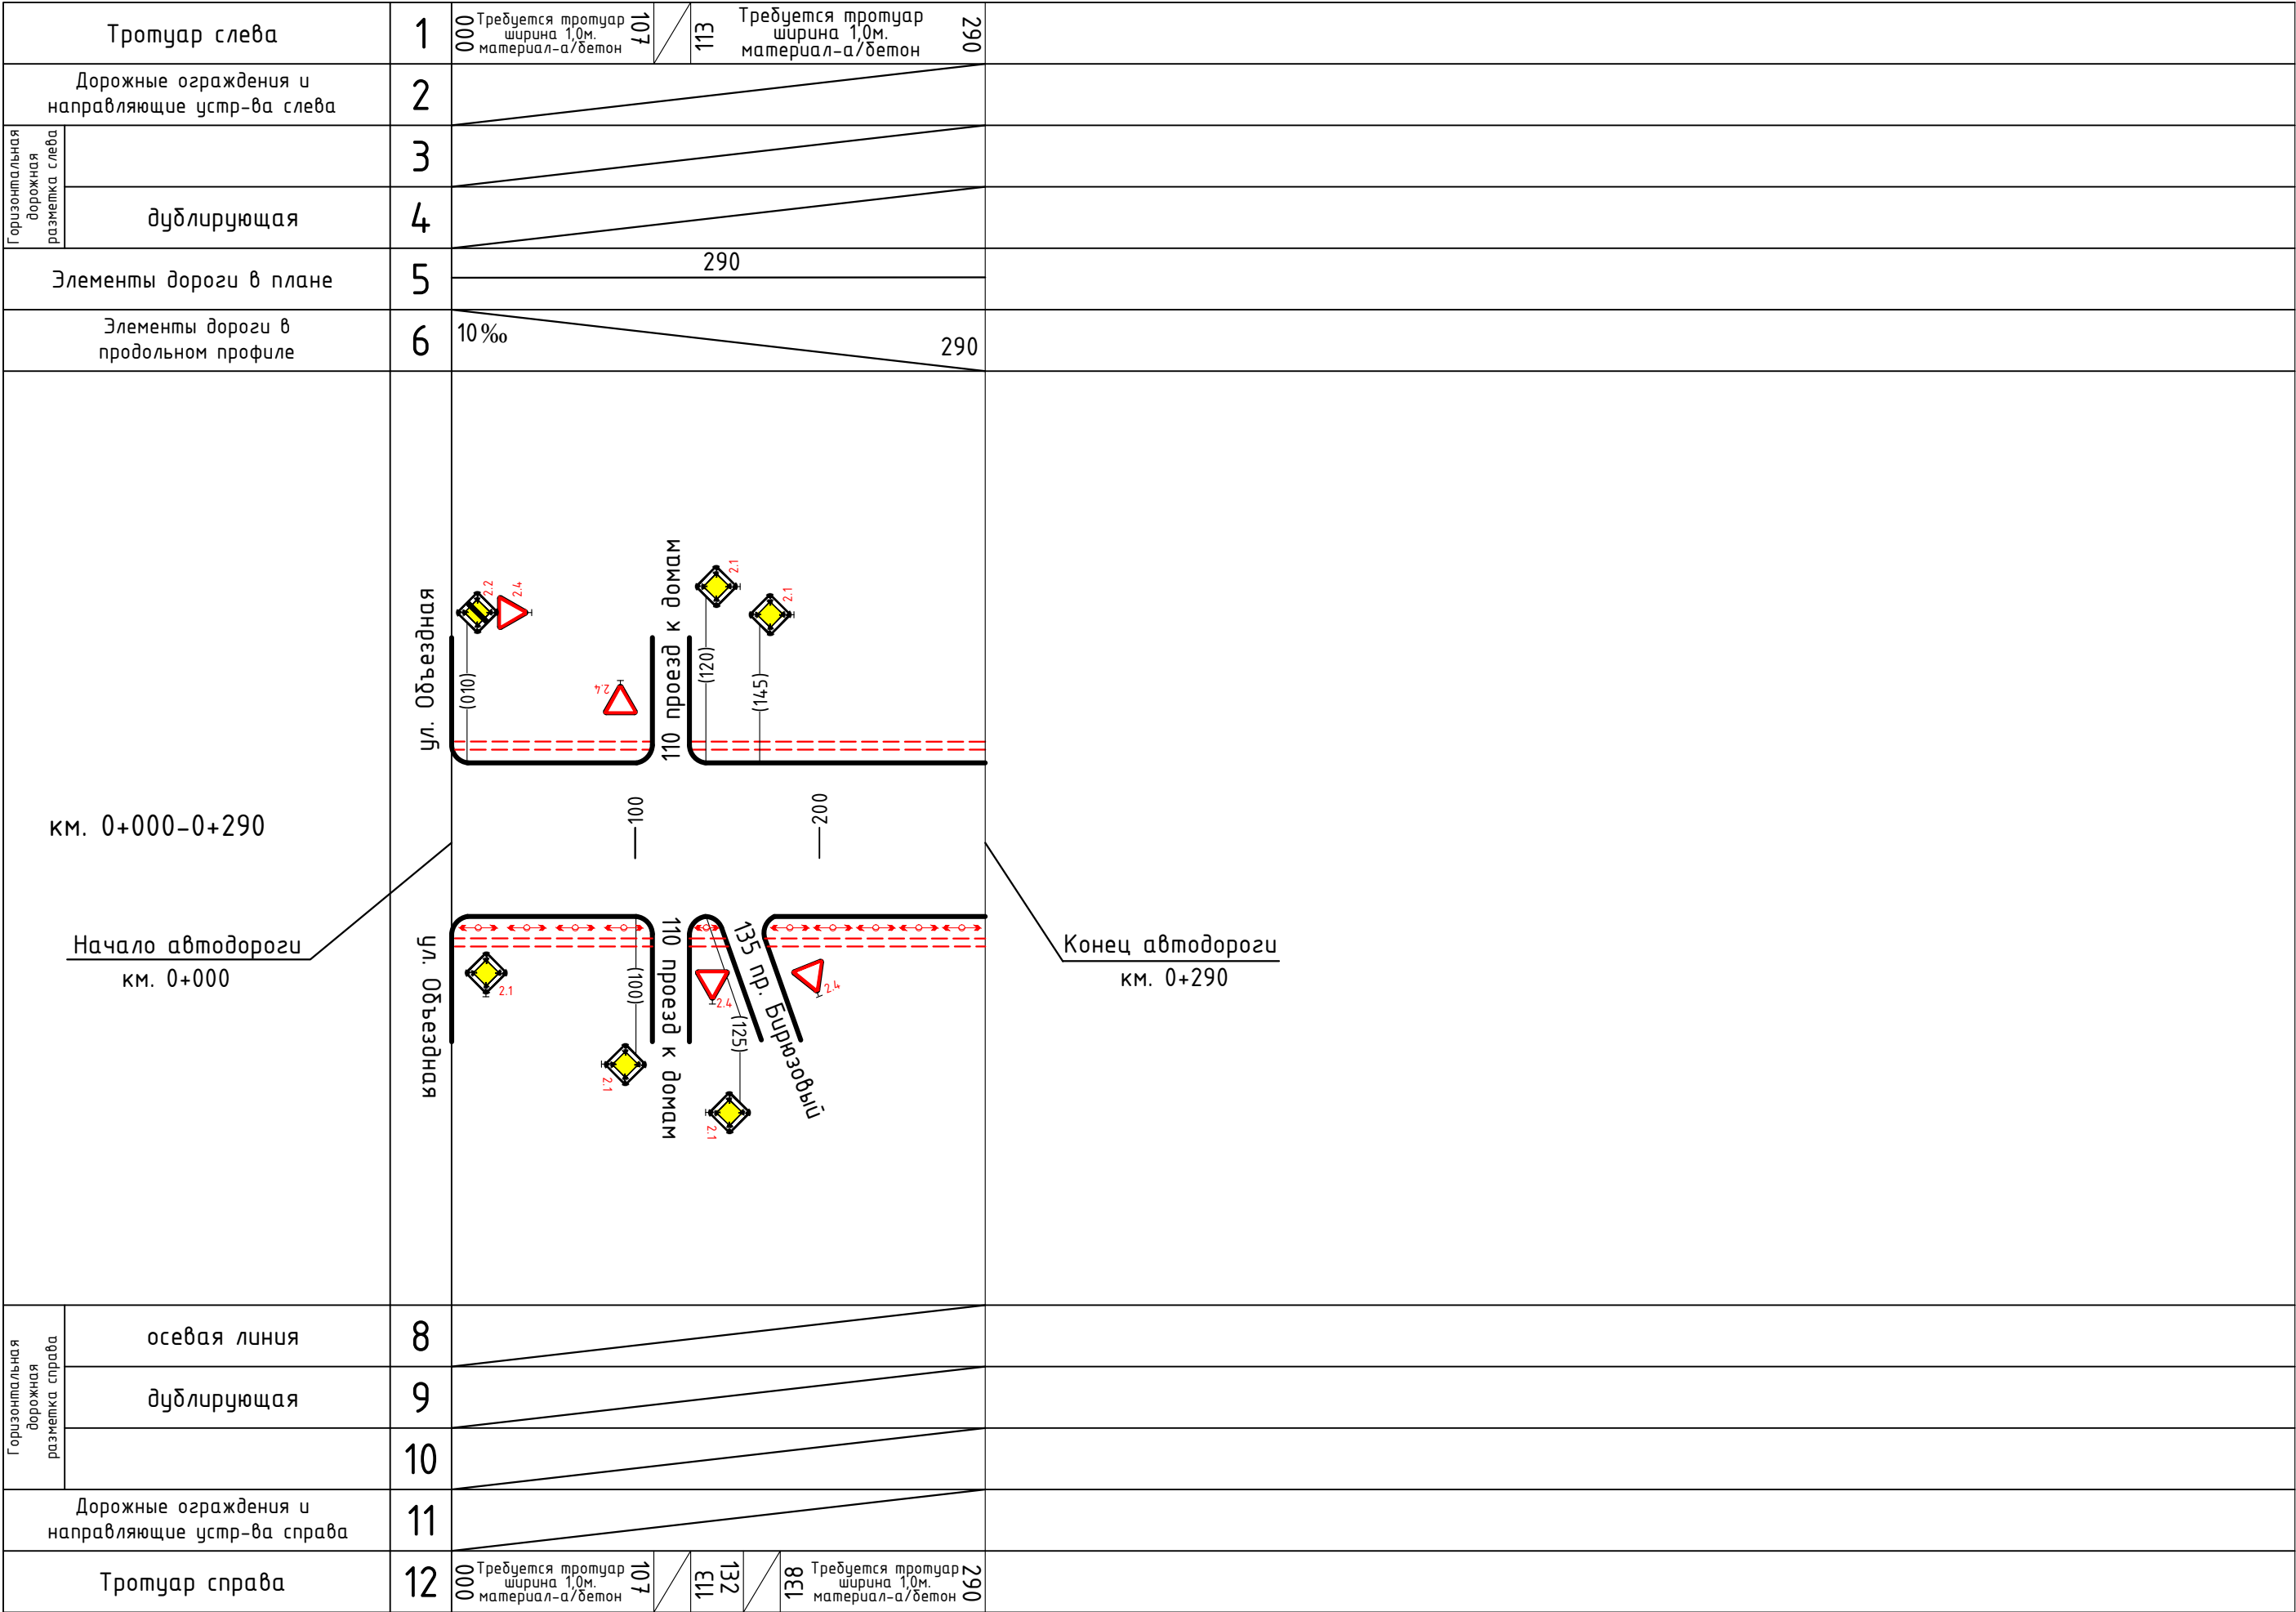 Тротуар слева
1
000
Требуется тротуар
ширина 1,0м.
материал-а/бетон
107
113
Требуется тротуар
ширина 1,0м.
материал-а/бетон
290
Дорожные ограждения и
направляющие устр-ва слева
2
Горизонтальная
дорожная
разметка слева
3
дублирующая
4
Элементы дороги в плане
5
290
Элементы дороги в
продольном профиле
6
10‰
290
ул. Объездная
2.2
2.4
(010)
2.4
110 проезд к домам
2.1
(120)
2.1
(145)
км. 0+000-0+290
100
200
Начало автодороги
км. 0+000
Конец автодороги
км. 0+290
ул. Объездная
2.1
(100)
2.1
110 проезд к домам
2.4
(125)
2.1
135 пр. Бирюзовый
2.4
Горизонтальная
дорожная
разметка справа
осевая линия
8
дублирующая
9
10
Дорожные ограждения и
направляющие устр-ва справа
11
Тротуар справа
12
000
Требуется тротуар
ширина 1,0м.
материал-а/бетон
107
113
132
138
Требуется тротуар
ширина 1,0м.
материал-а/бетон
290